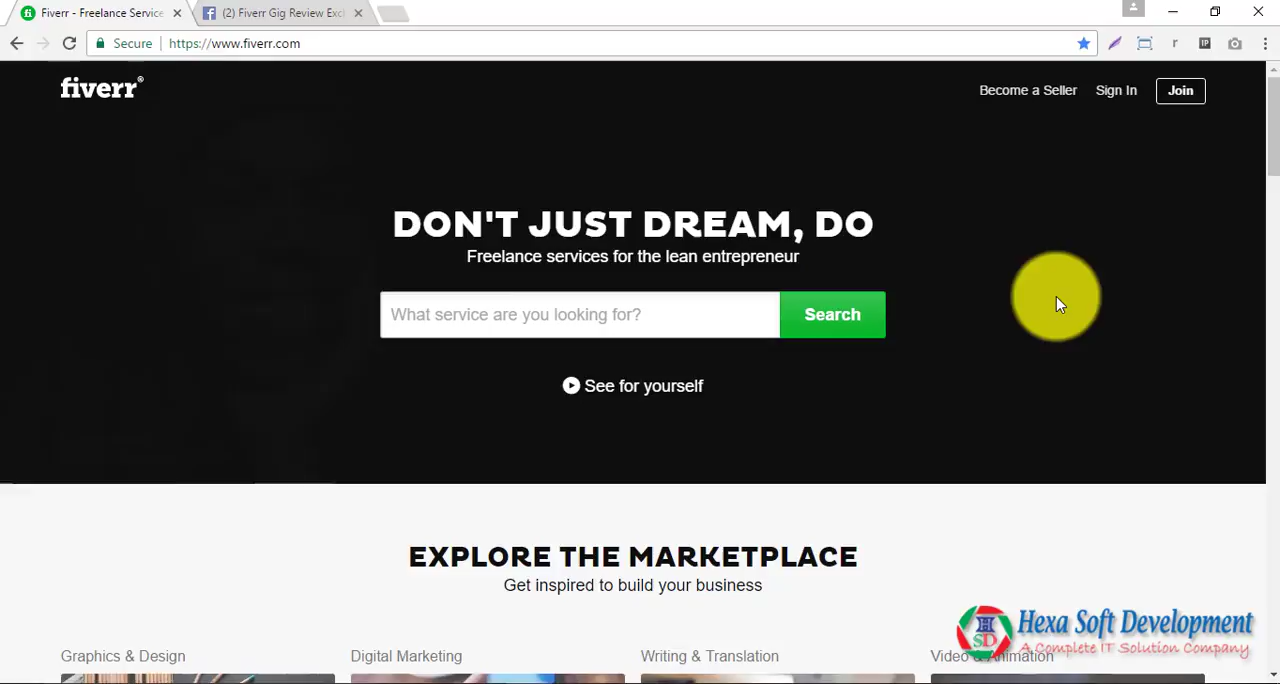 Fiverr - Freelance Service
(2) Fiverr Gig Review Exc
Secure
https://www.fiverr.com
r
IP
fiverr®
Become a Seller
Sign In
Join
DON'T JUST DREAM, DO
Freelance services for the lean entrepreneur
What service are you looking for?
Search
See for yourself
EXPLORE THE MARKETPLACE
Get inspired to build your business
Graphics & Design
Digital Marketing
Writing & Translation
Video & Animation
HSD
Hexa Soft Development
A Complete IT Solution Company